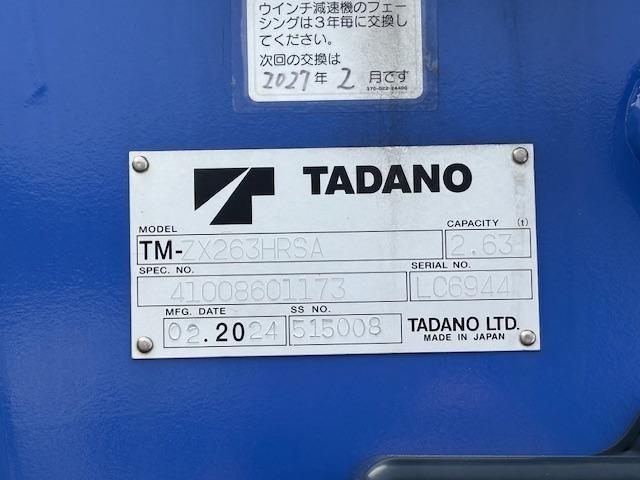 ウインチ減速機のフェー
シングは3年毎に交換し
てください。
次回の交換は
2027年 2 月です
TADANO
MODEL
TM-ZX263HRSA
CAPACITY (t)
2.63
SPEC. NO.
41008601173
SERIAL NO.
LC6944
MFG. DATE
02.2024
SS NO.
515008
TADANO LTD.
MADE IN JAPAN